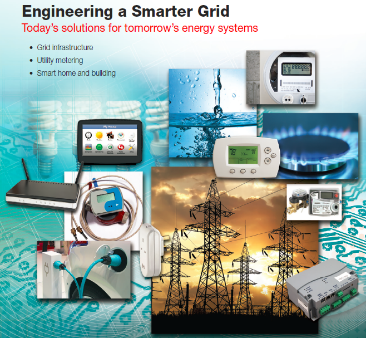 Engineering a Smarter Grid
Today's solutions for tomorrow's energy systems
• Grid infrastructure
• Utility metering
• Smart home and building